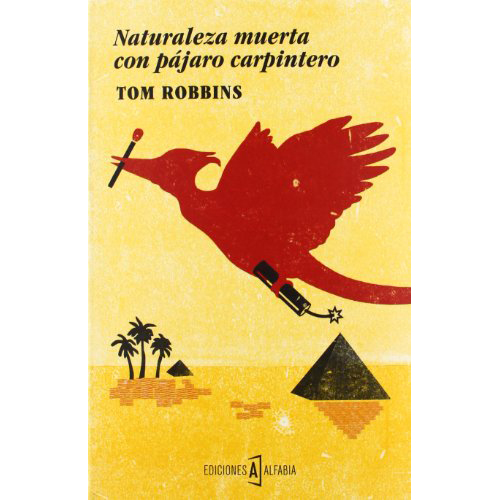 Naturaleza muerta
con pájaro carpintero
TOM ROBBINS
EDICIONES A ALFABIA